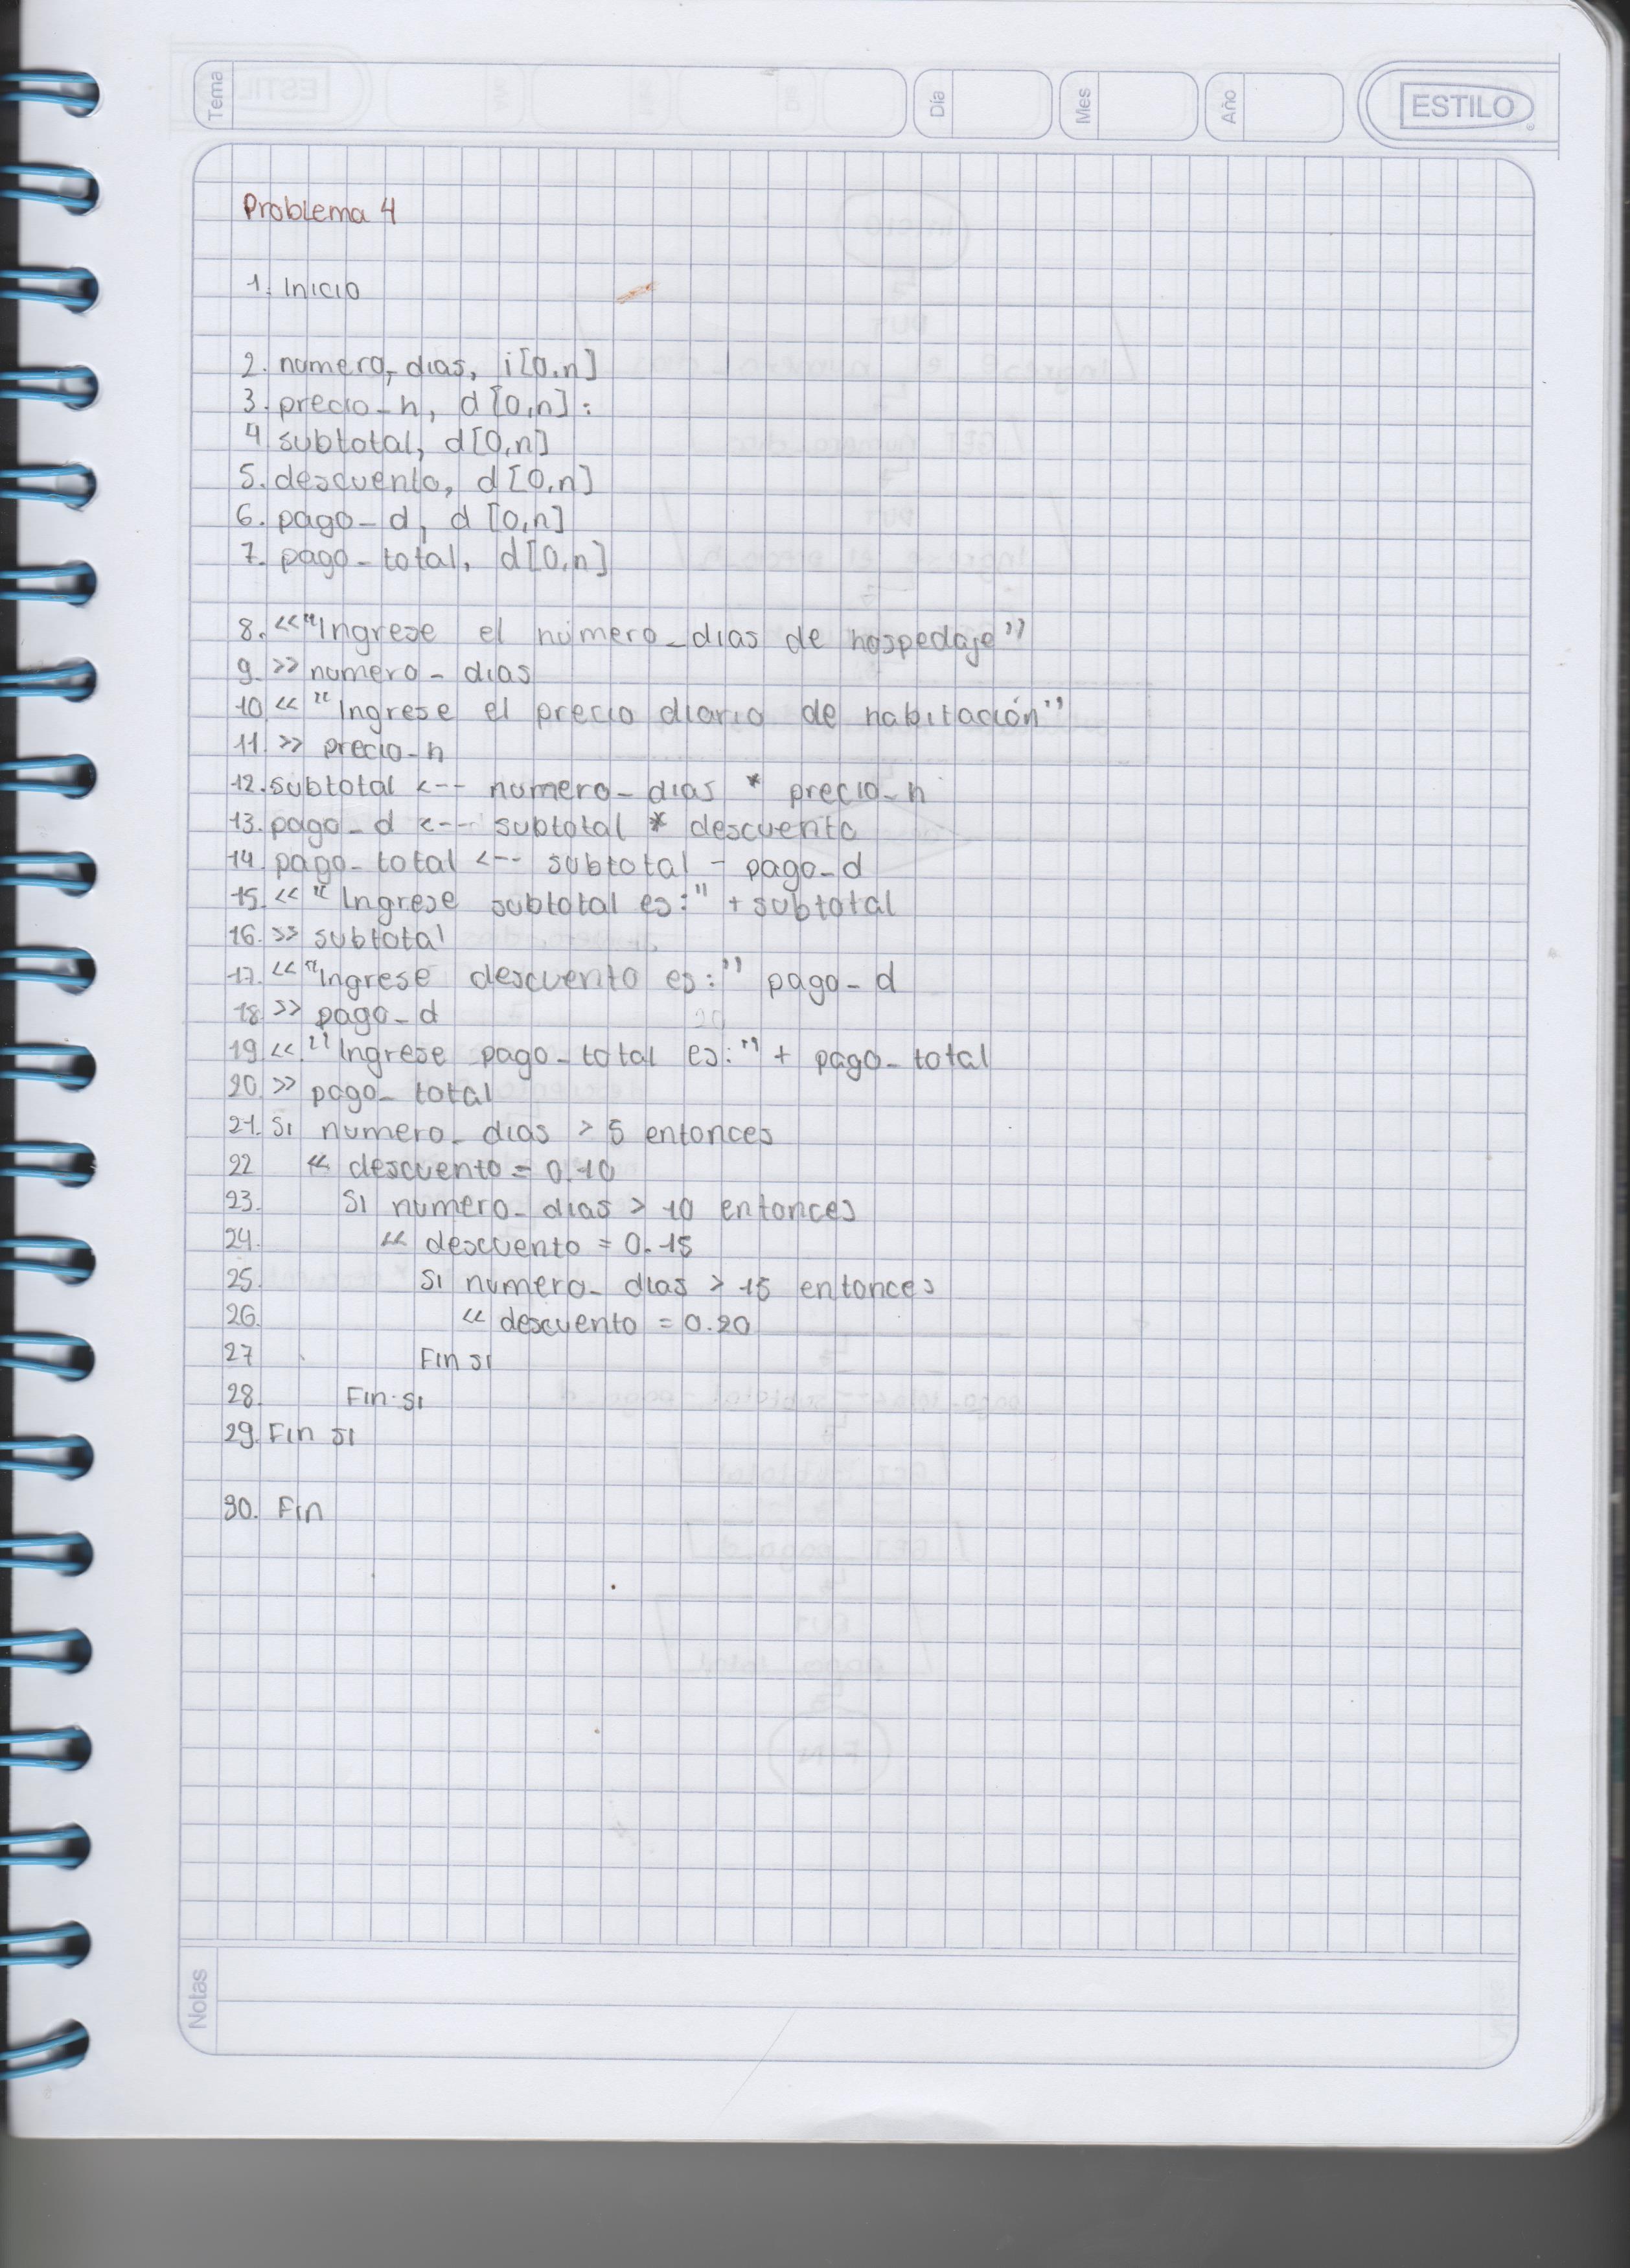 Tema
Día
Mes
Año
ESTILO
Problema 4
1. Inicio
2. numero_dias, i[0,n]
3. precio_h, d[0,n]:
4 subtotal, d[0,n]
5. descuento, d[0,n]
6. pago_d, d[0,n]
7. pago_total, d[0,n]
8. <<"Ingrese el número_dias de hospedaje"
9. >> numero_dias
10 << "Ingrese el precio diario de habitación"
11. >> precio_h
12. subtotal <-- numero_dias * precio_h
13. pago_d <-- subtotal * descuento
14. pago_total <-- subtotal - pago_d
15. << "Ingrese subtotal es:" + subtotal
16. >> subtotal
17. <<"Ingrese descuento es:" pago_d
18 >> pago_d
19 << "Ingrese pago_total es:" + pago_total
20. >> pago_total
21. Si numero_dias > 5 entonces
22 << descuento = 0.10
23. Si numero_dias > 10 entonces
24. << descuento = 0.15
25. Si numero_dias > 15 entonces
26. << descuento = 0.20
27 Fin si
28. Fin si
29. Fin si
30. Fin
Notas